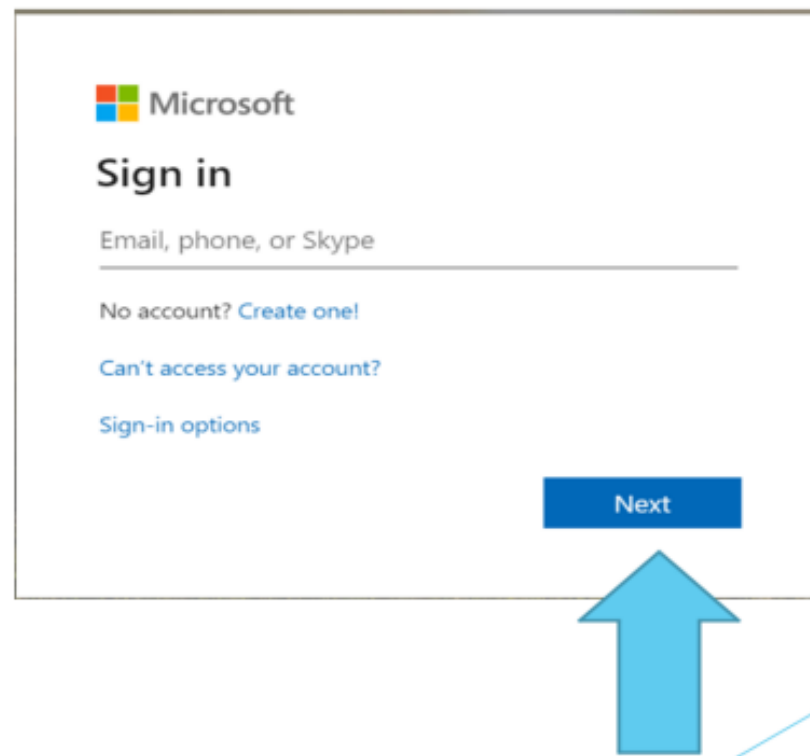 Microsoft
Sign in
Email, phone, or Skype
No account? Create one!
Can't access your account?
Sign-in options
Next